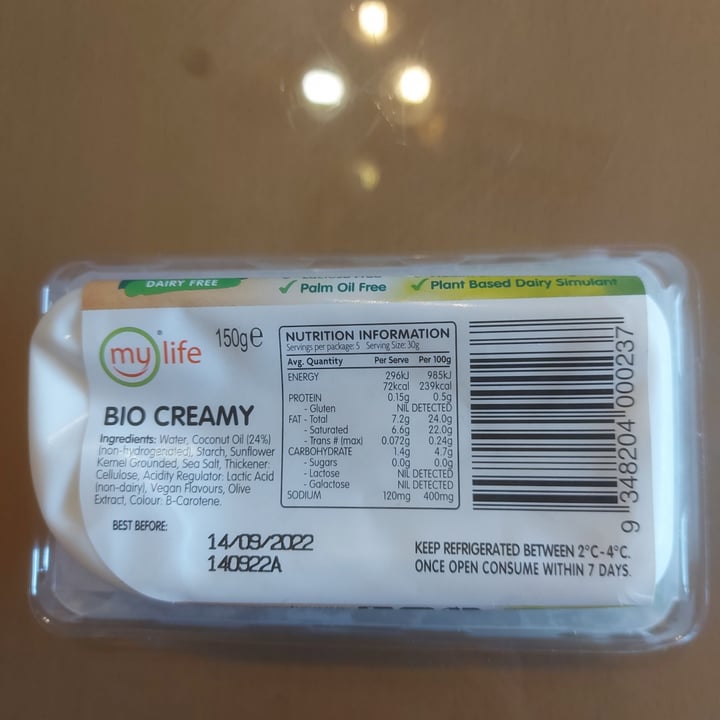 DAIRY FREE
✓ Palm Oil Free
✓ Plant Based Dairy Simulant
my life®
150g℮
BIO CREAMY
Ingredients: Water, Coconut Oil (24%)
(non-hydrogenated), Starch, Sunflower
Kernel Grounded, Sea Salt, Thickener:
Cellulose, Acidity Regulator: Lactic Acid
(non-dairy), Vegan Flavours, Olive
Extract, Colour: B-Carotene.
NUTRITION INFORMATION
Servings per package: 5 Serving Size: 30g
Avg. Quantity Per Serve Per 100g
ENERGY 296kJ 985kJ
72kcal 239kcal
PROTEIN 0.15g 0.5g
- Gluten NIL DETECTED
FAT - Total 7.2g 24.0g
- Saturated 6.6g 22.0g
- Trans # (max) 0.072g 0.24g
CARBOHYDRATE 1.4g 4.7g
- Sugars 0.0g 0.0g
- Lactose NIL DETECTED
- Galactose NIL DETECTED
SODIUM 120mg 400mg
9 348204 000237
BEST BEFORE:
14/09/2022
140922A
KEEP REFRIGERATED BETWEEN 2°C-4°C.
ONCE OPEN CONSUME WITHIN 7 DAYS.